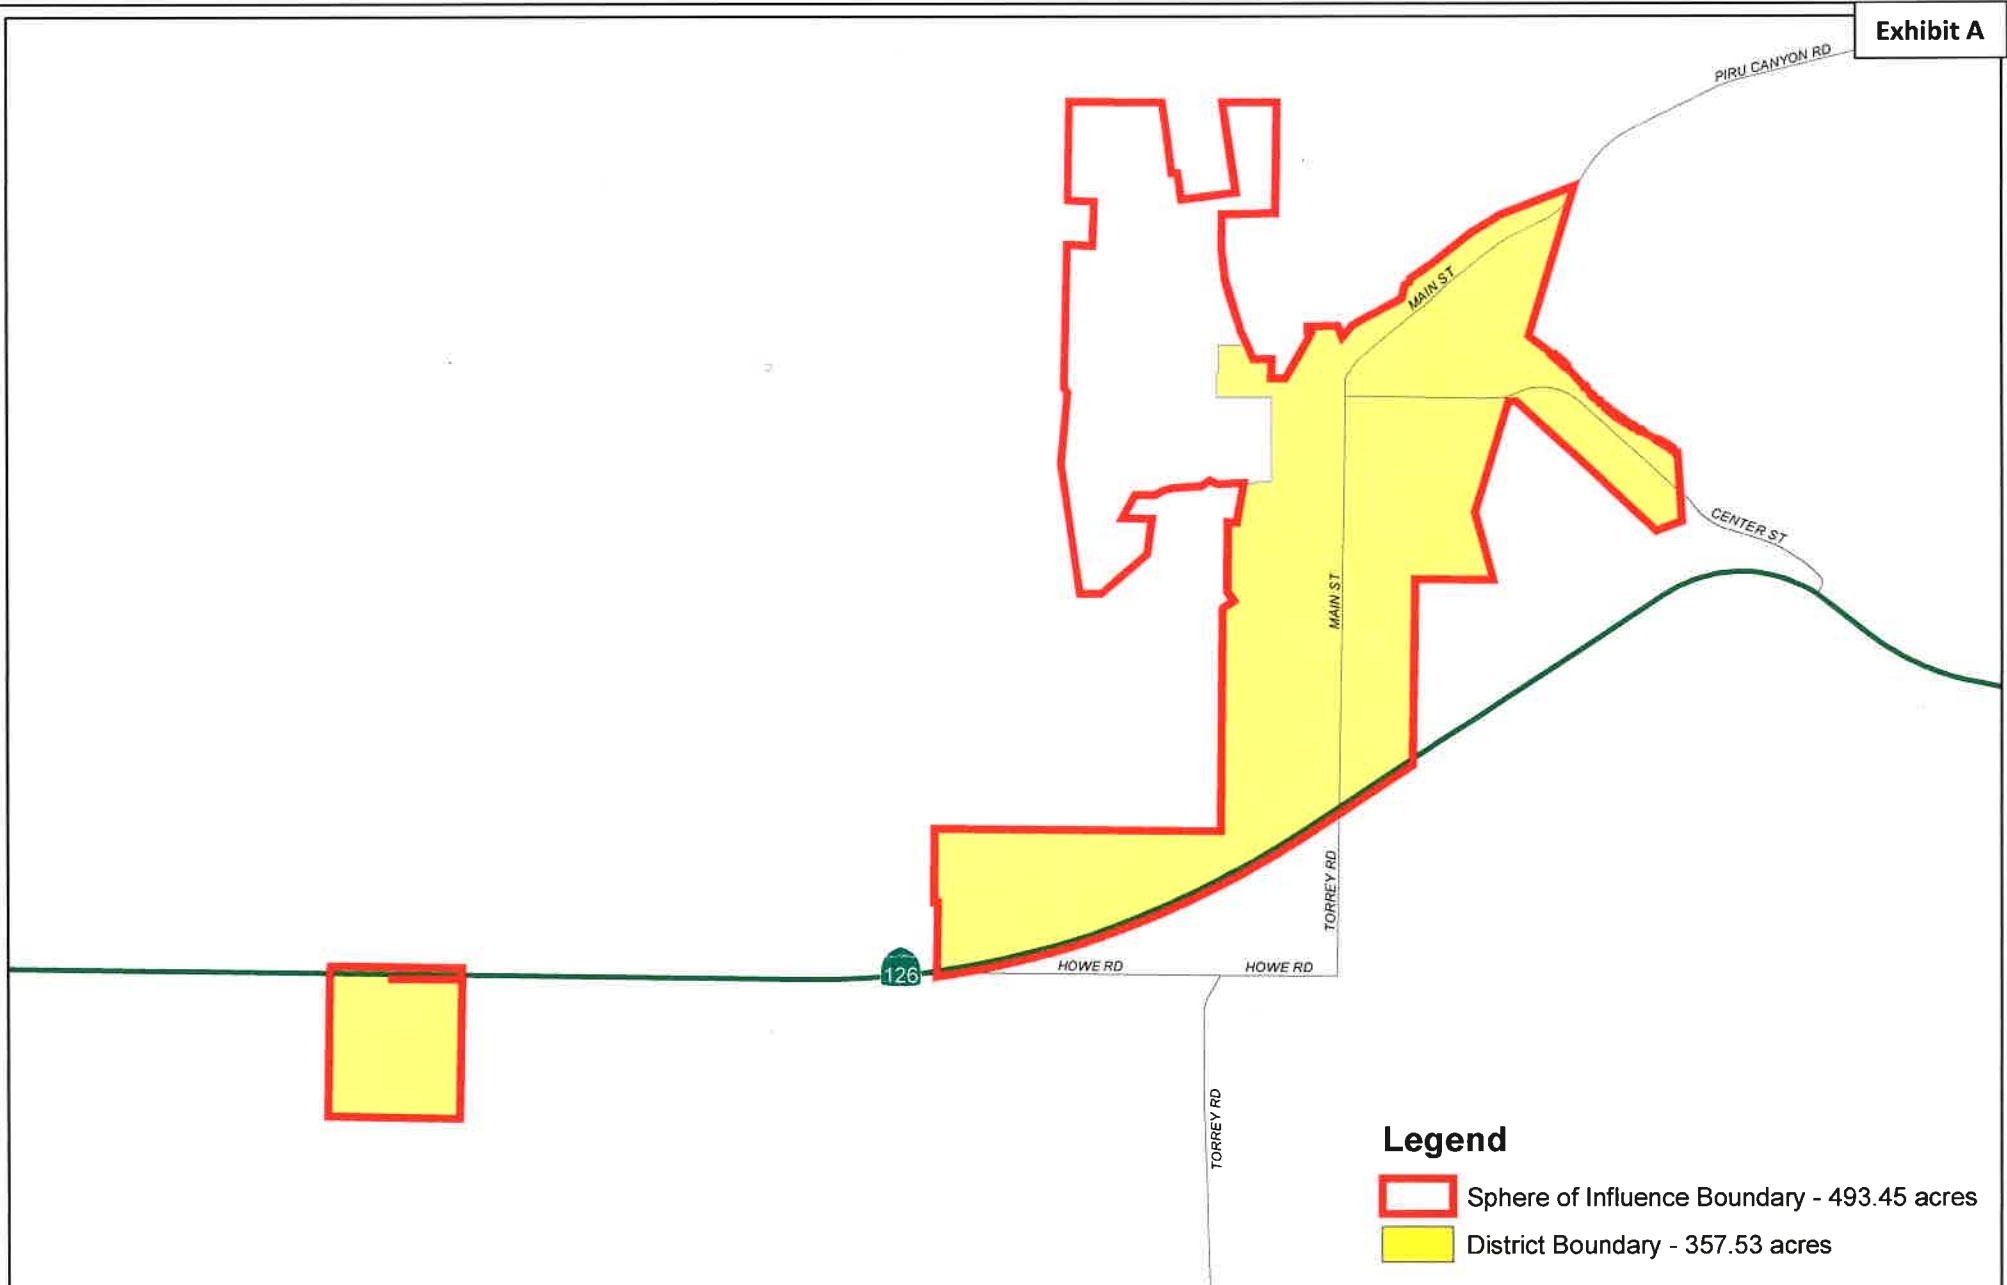 Exhibit A
PIRU CANYON RD
MAIN ST
CENTER ST
MAIN ST
TORREY RD
126
HOWE RD
HOWE RD
TORREY RD
Legend
Sphere of Influence Boundary - 493.45 acres
District Boundary - 357.53 acres